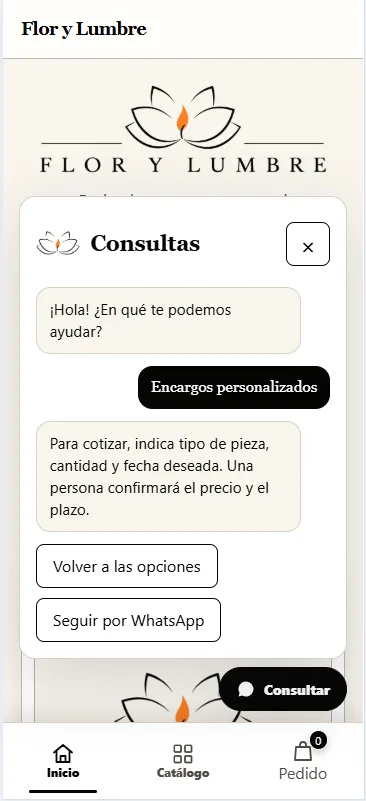 Flor y Lumbre
FLOR Y LUMBRE
Consultas
×
¡Hola! ¿En qué te podemos
ayudar?
Encargos personalizados
Para cotizar, indica tipo de pieza,
cantidad y fecha deseada. Una
persona confirmará el precio y el
plazo.
Volver a las opciones
Seguir por WhatsApp
Consultar
0
Inicio
Catálogo
Pedido